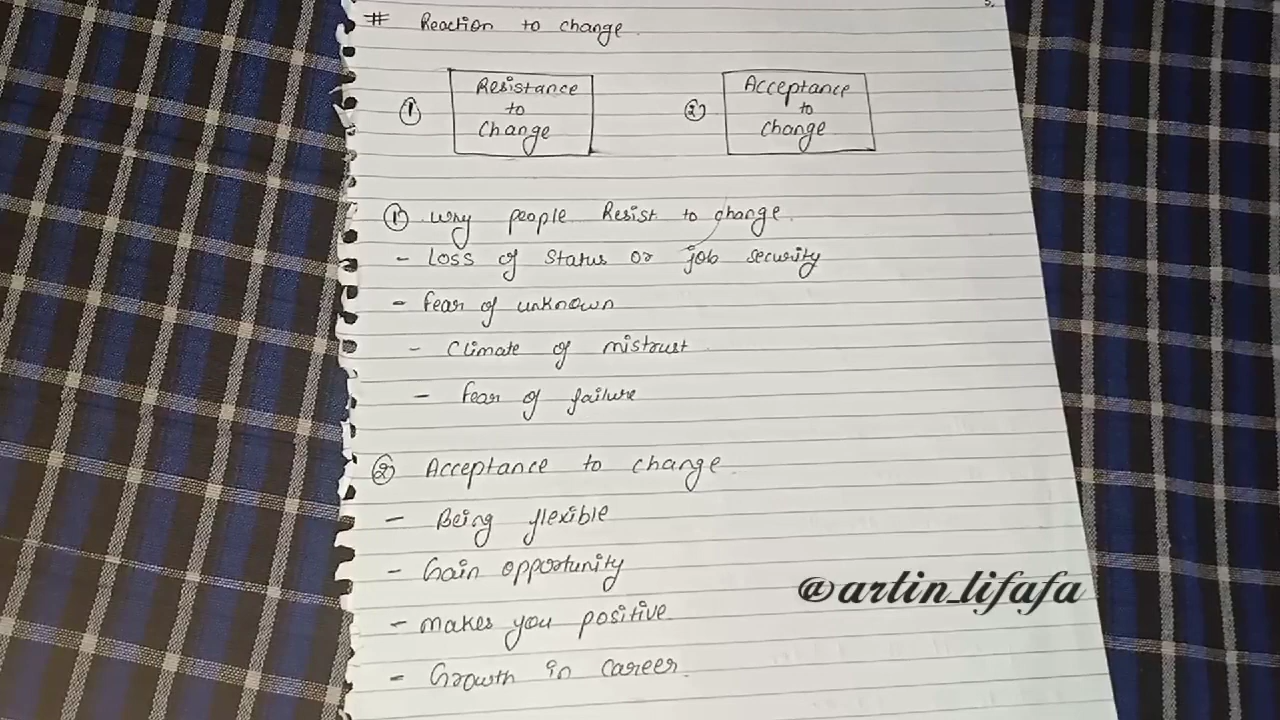 # Reaction to change
① Resistance to change
② Acceptance to change
① Why people Resist to change.
- Loss of status or job security
- fear of unknown
- Climate of mistrust
- fear of failure
② Acceptance to change.
- Being flexible
- Gain opportunity
- makes you positive
- Growth in career.
@artin_lifafa